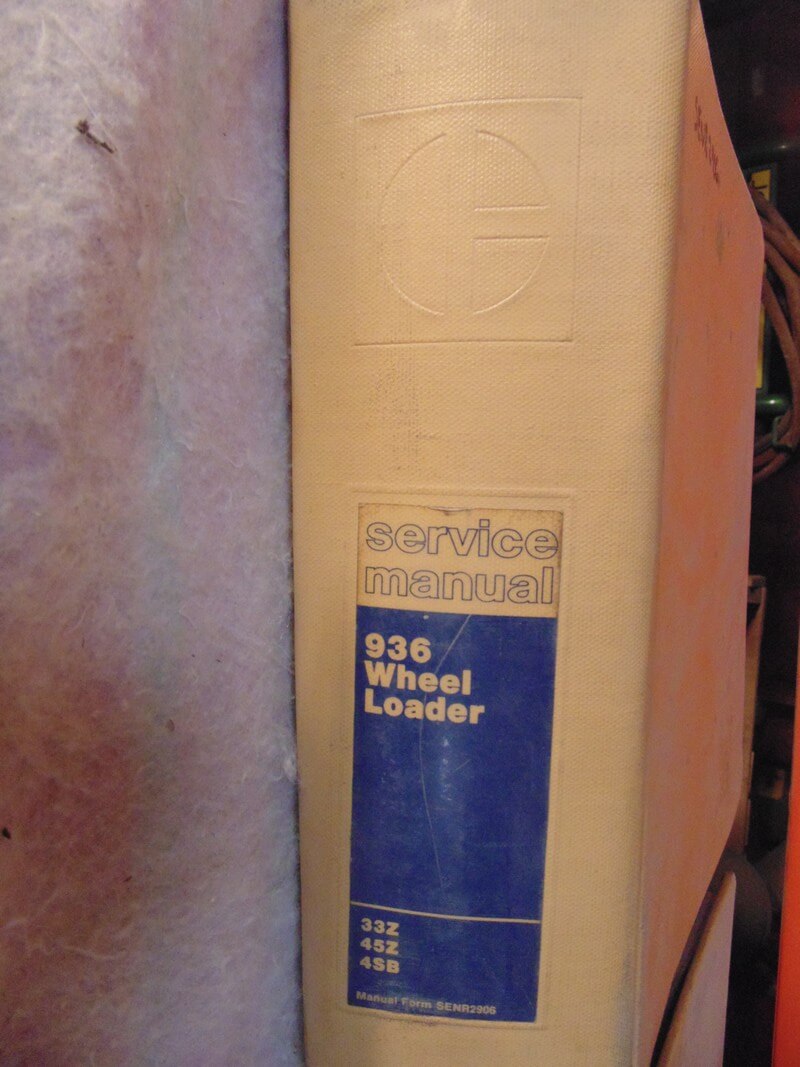 service
manual
936
Wheel
Loader
33Z
45Z
4SB
Manual Form SENR2906